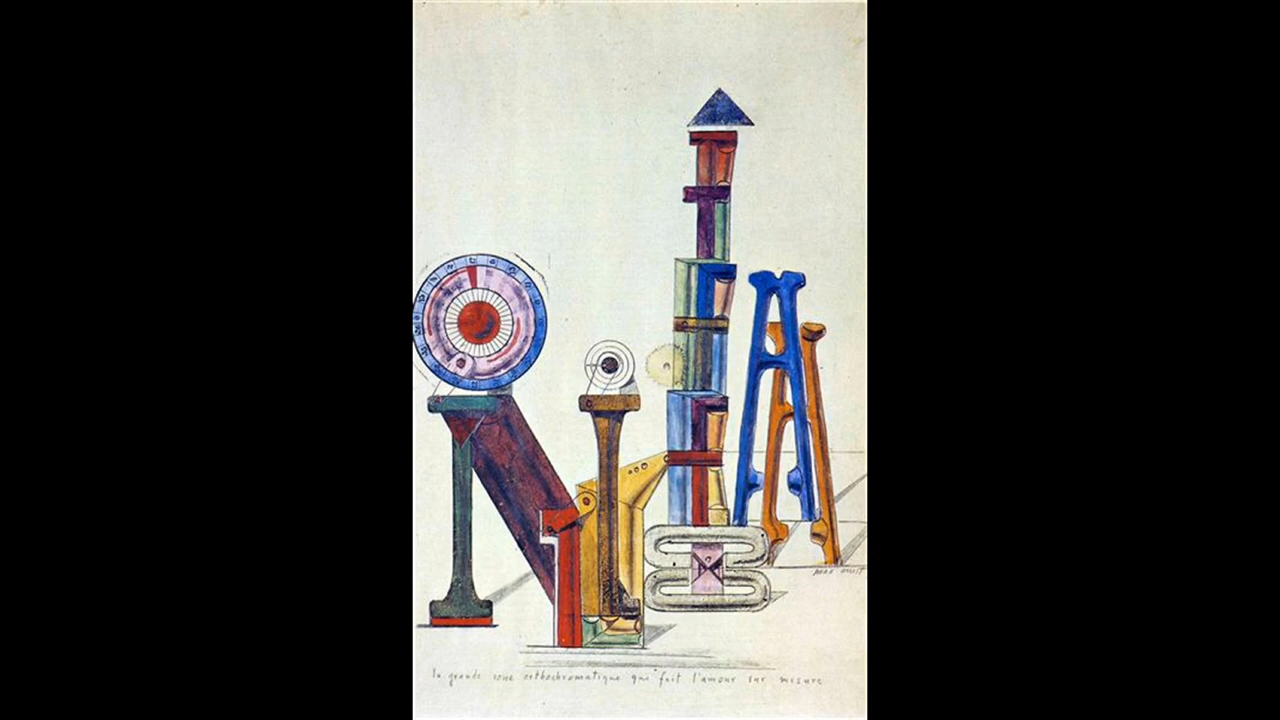 max ernst
la grande roue orthochromatique qui fait l'amour sur mesure